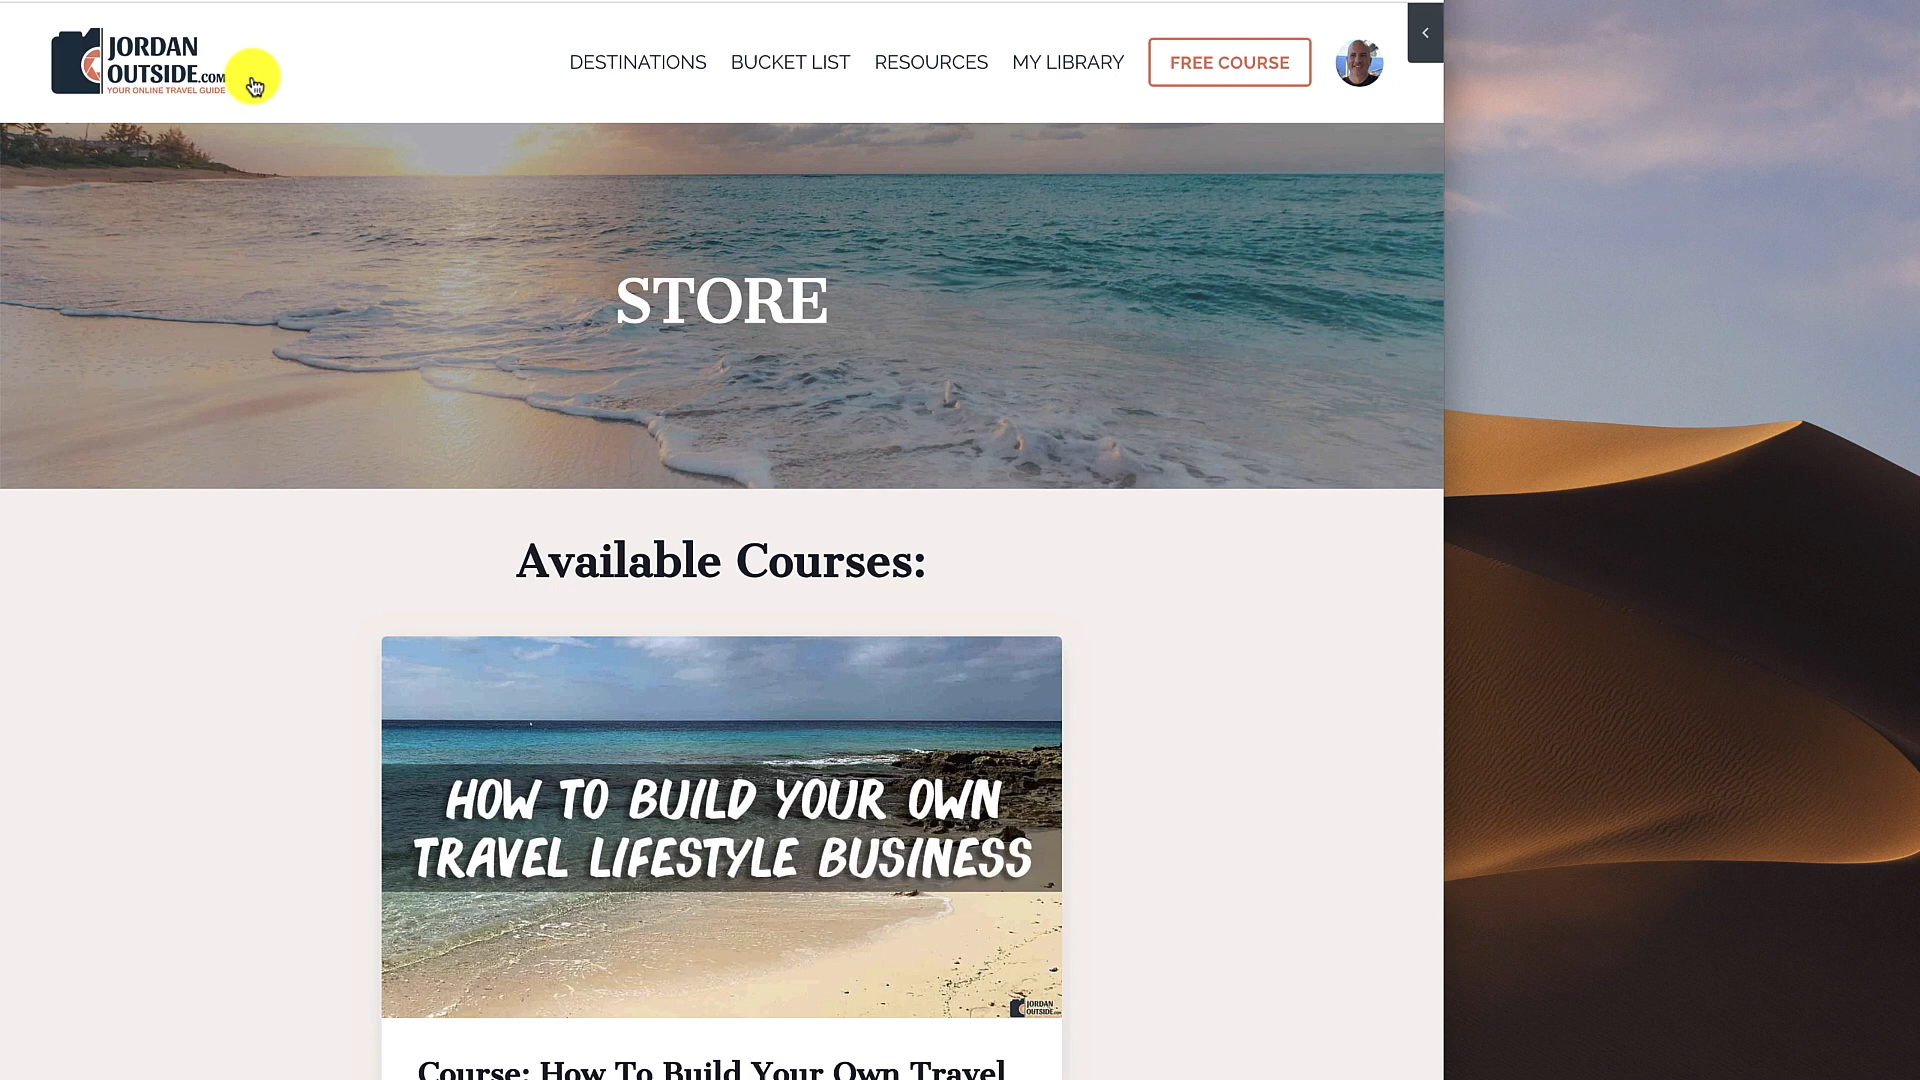 JORDAN
OUTSIDE.COM
YOUR ONLINE TRAVEL GUIDE
DESTINATIONS
BUCKET LIST
RESOURCES
MY LIBRARY
FREE COURSE
STORE
Available Courses:
HOW TO BUILD YOUR OWN
TRAVEL LIFESTYLE BUSINESS
JORDAN
OUTSIDE.COM
Course: How To Build Your Own Travel